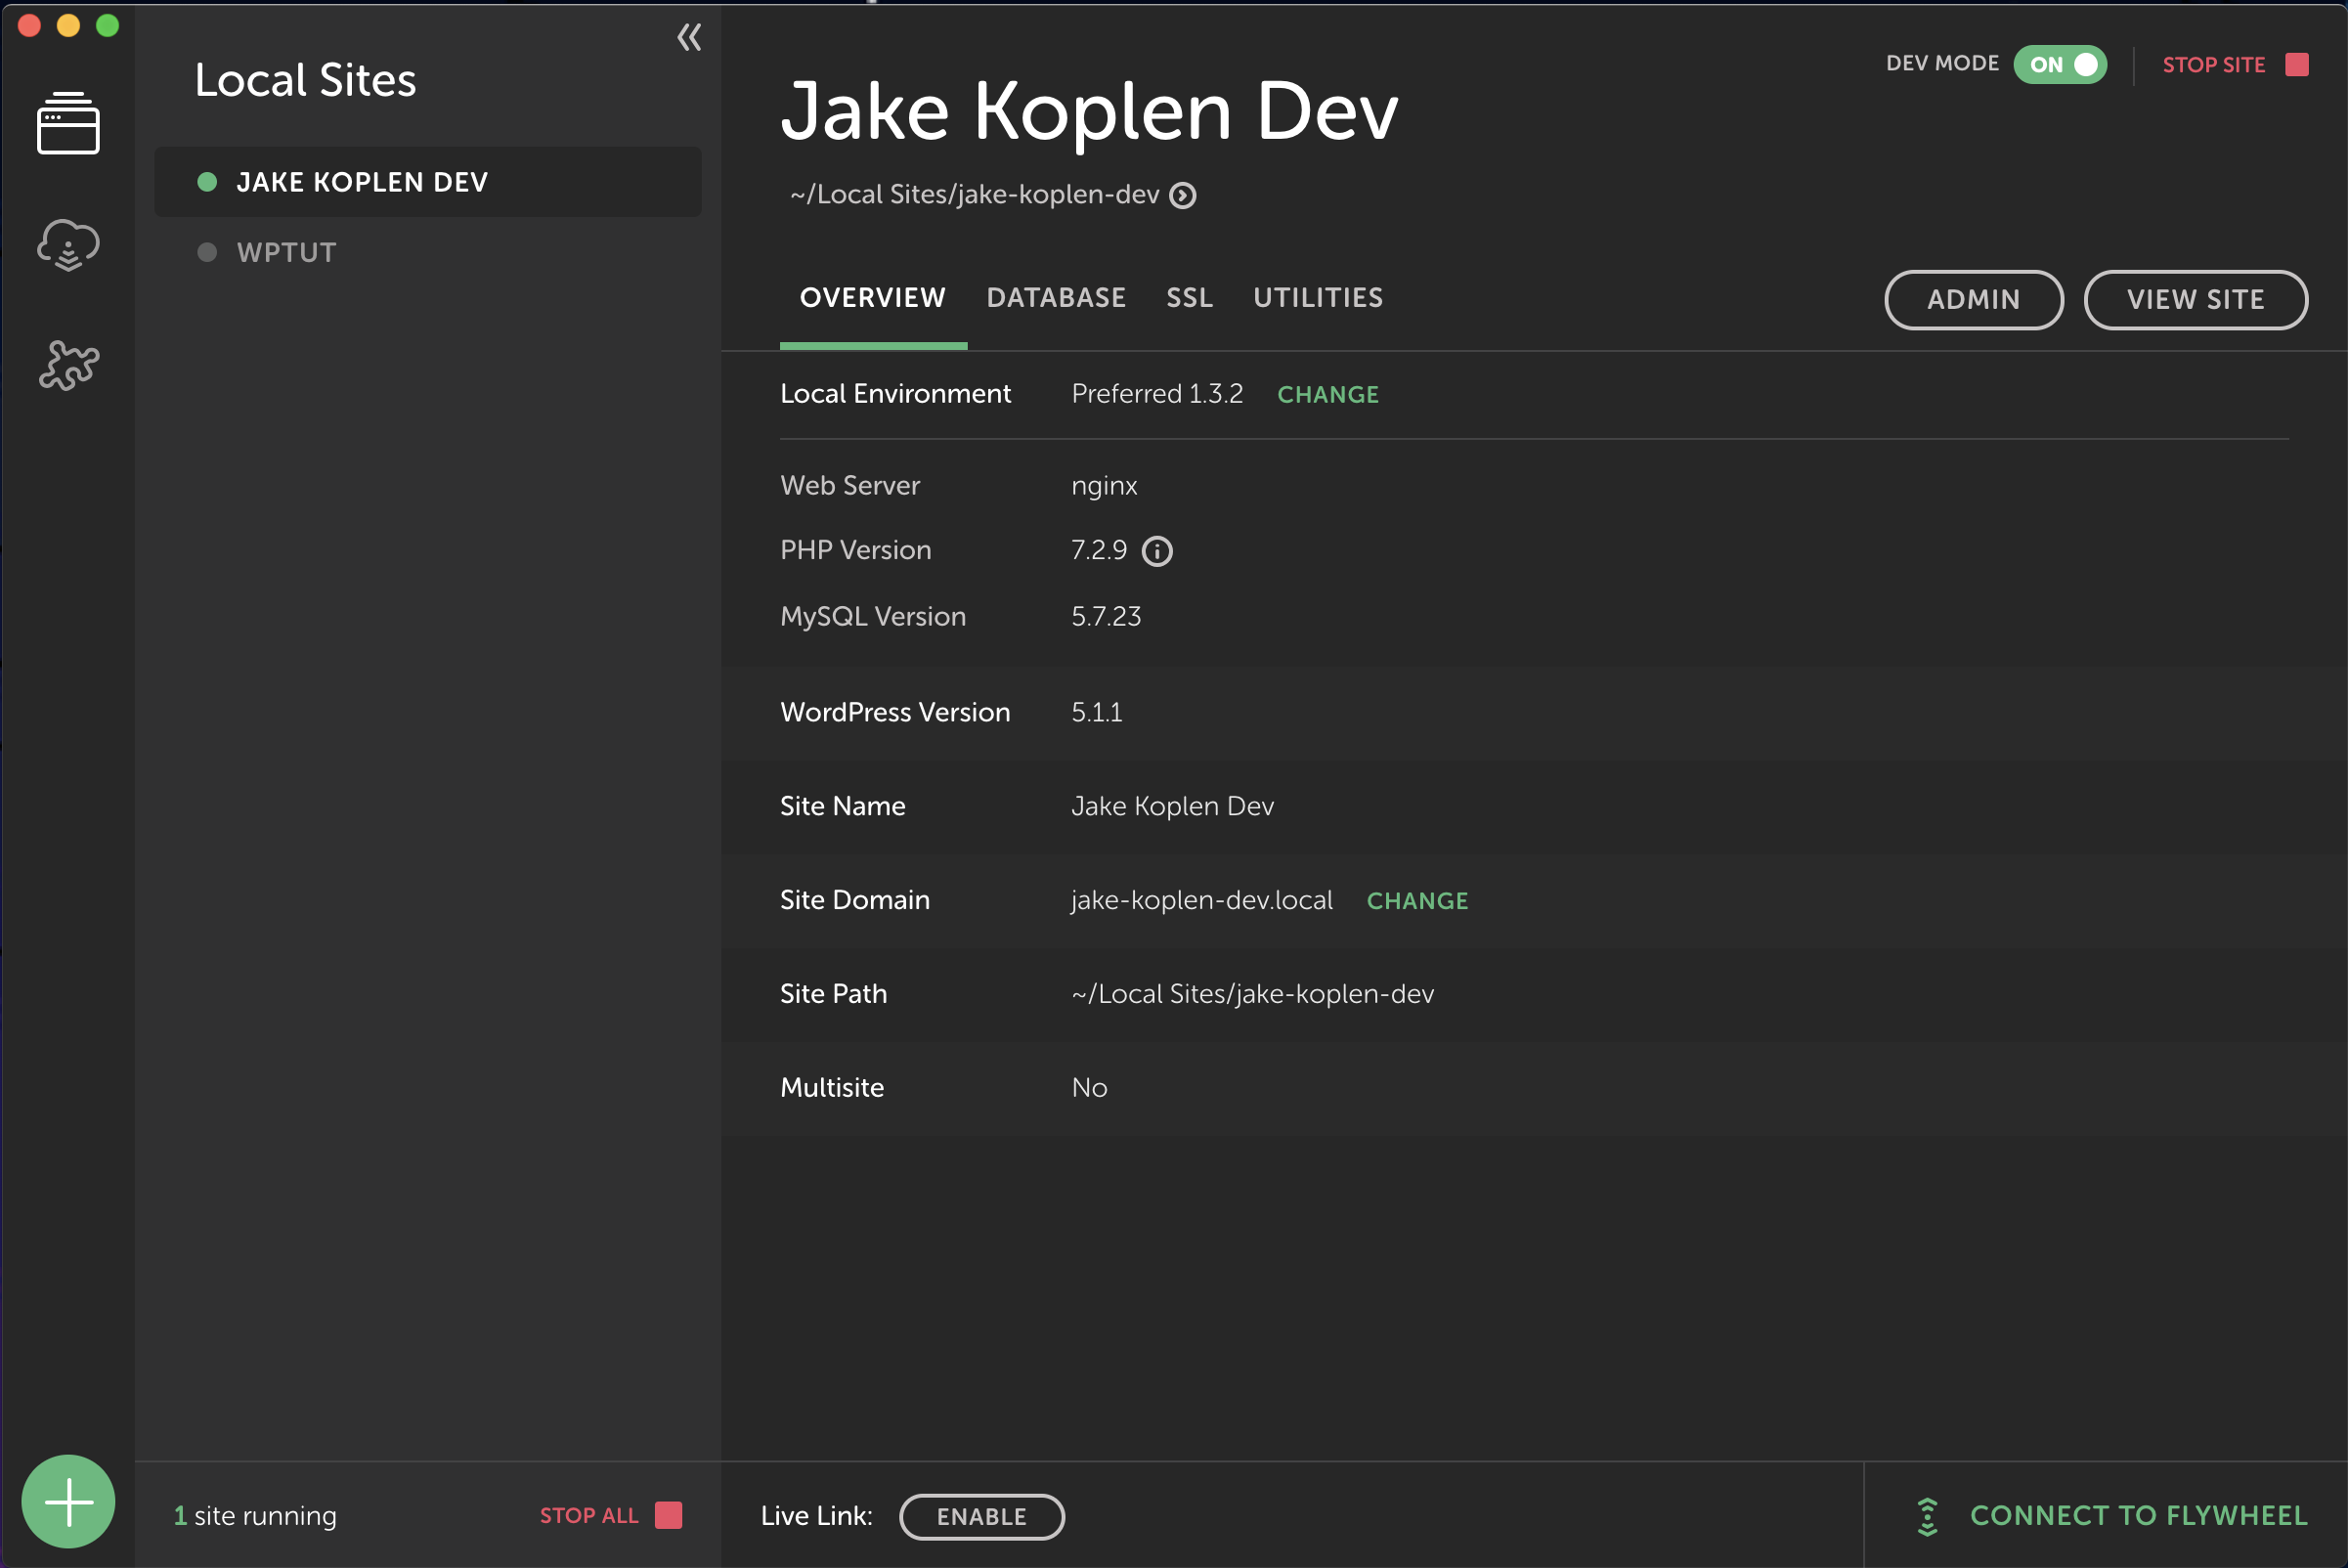 Local Sites
JAKE KOPLEN DEV
WPTUT
1 site running
STOP ALL
Jake Koplen Dev
~/Local Sites/jake-koplen-dev
DEV MODE ON
STOP SITE
OVERVIEW DATABASE SSL UTILITIES
ADMIN VIEW SITE
Local Environment Preferred 1.3.2 CHANGE
Web Server nginx
PHP Version 7.2.9
MySQL Version 5.7.23
WordPress Version 5.1.1
Site Name Jake Koplen Dev
Site Domain jake-koplen-dev.local CHANGE
Site Path ~/Local Sites/jake-koplen-dev
Multisite No
Live Link: ENABLE
CONNECT TO FLYWHEEL